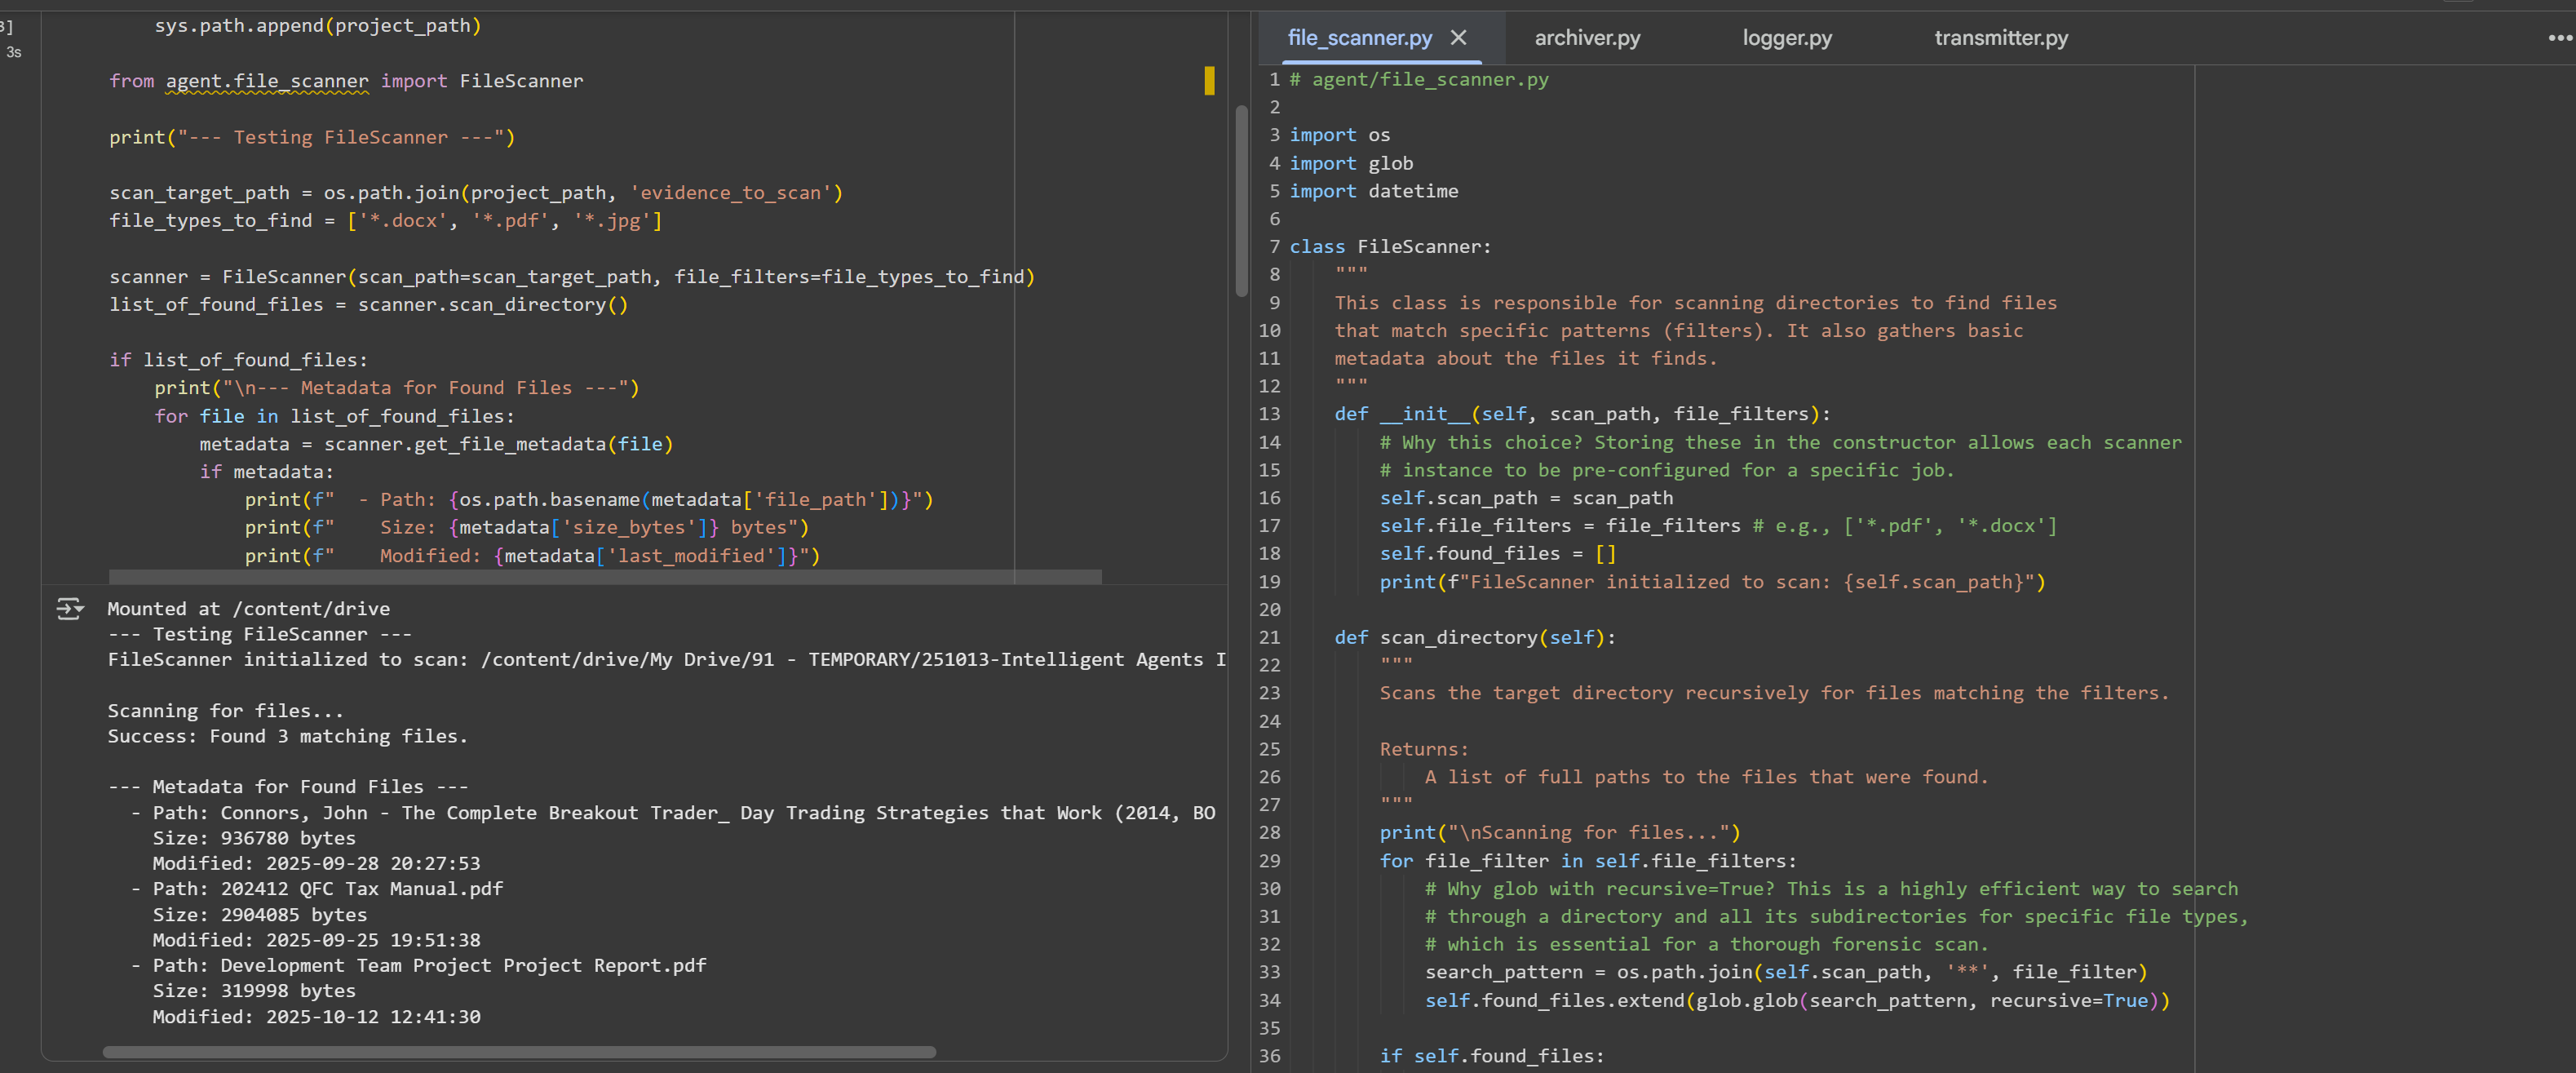 3]
3s
sys.path.append(project_path)
from agent.file_scanner import FileScanner
print("--- Testing FileScanner ---")
scan_target_path = os.path.join(project_path, 'evidence_to_scan')
file_types_to_find = ['*.docx', '*.pdf', '*.jpg']
scanner = FileScanner(scan_path=scan_target_path, file_filters=file_types_to_find)
list_of_found_files = scanner.scan_directory()
if list_of_found_files:
print("\n--- Metadata for Found Files ---")
for file in list_of_found_files:
metadata = scanner.get_file_metadata(file)
if metadata:
print(f"  - Path: {os.path.basename(metadata['file_path'])}")
print(f"    Size: {metadata['size_bytes']} bytes")
print(f"    Modified: {metadata['last_modified']}")
Mounted at /content/drive
--- Testing FileScanner ---
FileScanner initialized to scan: /content/drive/My Drive/91 - TEMPORARY/251013-Intelligent Agents I
Scanning for files...
Success: Found 3 matching files.
--- Metadata for Found Files ---
- Path: Connors, John - The Complete Breakout Trader_ Day Trading Strategies that Work (2014, BO
Size: 936780 bytes
Modified: 2025-09-28 20:27:53
- Path: 202412 QFC Tax Manual.pdf
Size: 2904085 bytes
Modified: 2025-09-25 19:51:38
- Path: Development Team Project Project Report.pdf
Size: 319998 bytes
Modified: 2025-10-12 12:41:30
file_scanner.py × archiver.py logger.py transmitter.py •••
1 # agent/file_scanner.py
2
3 import os
4 import glob
5 import datetime
6
7 class FileScanner:
8 """
9 This class is responsible for scanning directories to find files
10 that match specific patterns (filters). It also gathers basic
11 metadata about the files it finds.
12 """
13 def __init__(self, scan_path, file_filters):
14 # Why this choice? Storing these in the constructor allows each scanner
15 # instance to be pre-configured for a specific job.
16 self.scan_path = scan_path
17 self.file_filters = file_filters # e.g., ['*.pdf', '*.docx']
18 self.found_files = []
19 print(f"FileScanner initialized to scan: {self.scan_path}")
20
21 def scan_directory(self):
22 """
23 Scans the target directory recursively for files matching the filters.
24
25 Returns:
26 A list of full paths to the files that were found.
27 """
28 print("\nScanning for files...")
29 for file_filter in self.file_filters:
30 # Why glob with recursive=True? This is a highly efficient way to search
31 # through a directory and all its subdirectories for specific file types,
32 # which is essential for a thorough forensic scan.
33 search_pattern = os.path.join(self.scan_path, '**', file_filter)
34 self.found_files.extend(glob.glob(search_pattern, recursive=True))
35
36 if self.found_files: